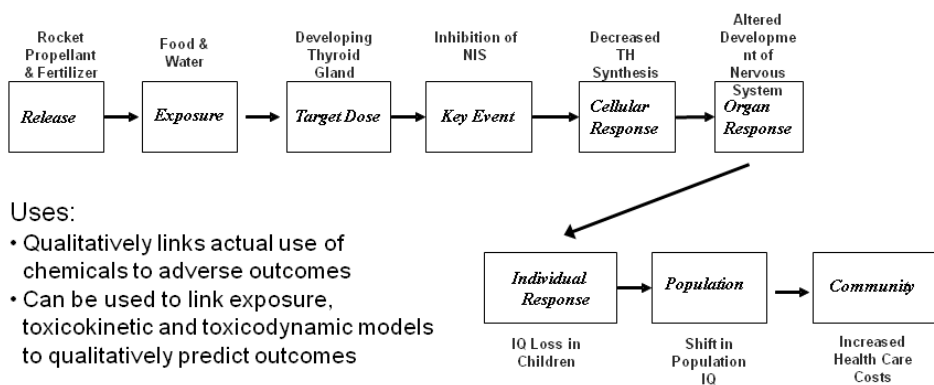 Rocket
Propellant
& Fertilizer
Food &
Water
Developing
Thyroid
Gland
Inhibition of
NIS
Decreased
TH
Synthesis
Altered
Developme
nt of
Nervous
System
Release
Exposure
Target Dose
Key Event
Cellular
Response
Organ
Response
Uses:
• Qualitatively links actual use of
chemicals to adverse outcomes
• Can be used to link exposure,
toxicokinetic and toxicodynamic models
to qualitatively predict outcomes
Individual
Response
Population
Community
IQ Loss in
Children
Shift in
Population
IQ
Increased
Health Care
Costs